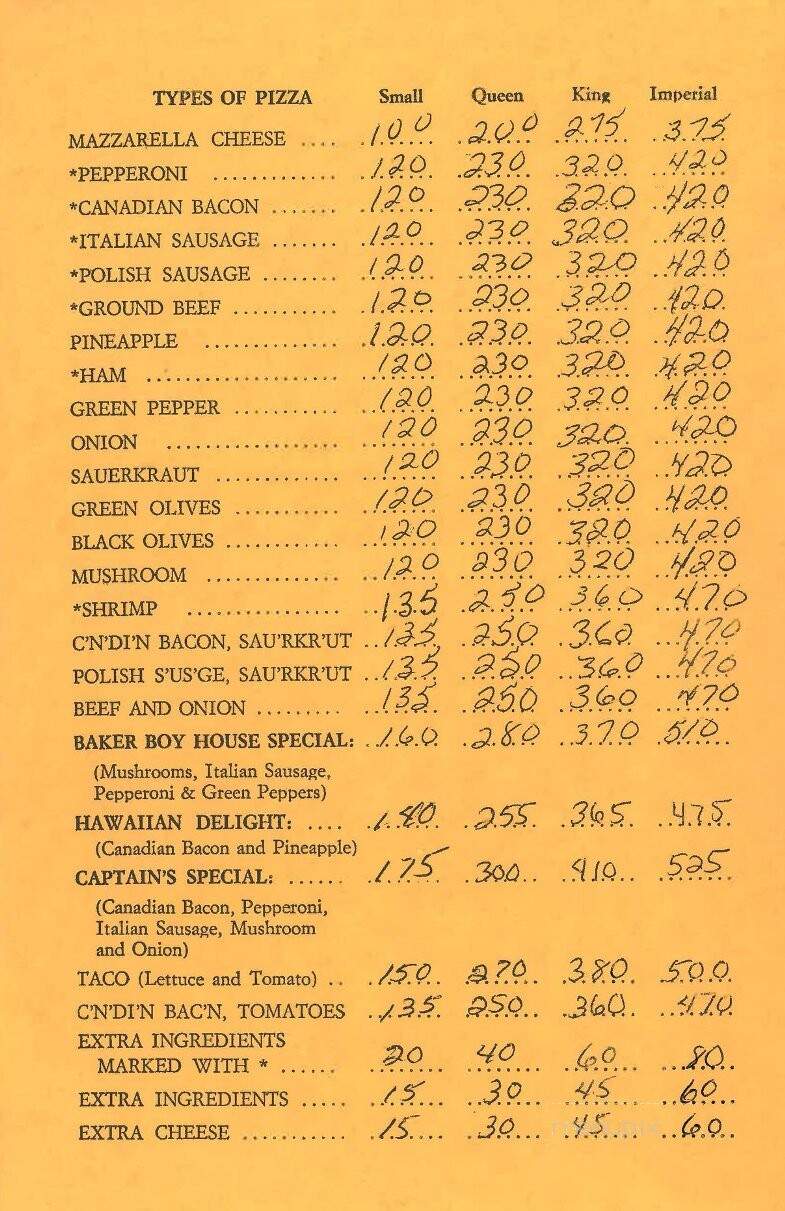 TYPES OF PIZZA Small Queen King Imperial
MAZZARELLA CHEESE .... 100 200 275 375
*PEPPERONI ............. 120 230 320 420
*CANADIAN BACON ....... 120 230 320 420
*ITALIAN SAUSAGE ....... 120 230 320 420
*POLISH SAUSAGE ........ 120 230 320 420
*GROUND BEEF ........... 120 230 320 420
PINEAPPLE .............. 120 230 320 420
*HAM .................... 120 230 320 420
GREEN PEPPER ........... 120 230 320 420
ONION .................. 120 230 320 420
SAUERKRAUT ............. 120 230 320 420
GREEN OLIVES ........... 120 230 320 420
BLACK OLIVES ............ 120 230 320 420
MUSHROOM .............. 120 230 320 420
*SHRIMP ................ 135 250 360 470
C'N'DI'N BACON, SAU'RKR'UT .. 135 250 360 470
POLISH S'US'GE, SAU'RKR'UT .. 135 250 360 470
BEEF AND ONION ......... 135 250 360 470
BAKER BOY HOUSE SPECIAL: .. 160 280 370 510
(Mushrooms, Italian Sausage,
Pepperoni & Green Peppers)
HAWAIIAN DELIGHT: .... 140 255 365 475
(Canadian Bacon and Pineapple)
CAPTAIN'S SPECIAL: ...... 175 300 410 525
(Canadian Bacon, Pepperoni,
Italian Sausage, Mushroom
and Onion)
TACO (Lettuce and Tomato) .. 150 270 380 500
C'N'DI'N BAC'N, TOMATOES 135 250 360 470
EXTRA INGREDIENTS
MARKED WITH * ...... 20 40 60 80
EXTRA INGREDIENTS ..... 15 30 45 60
EXTRA CHEESE ........... 15 30 45 60